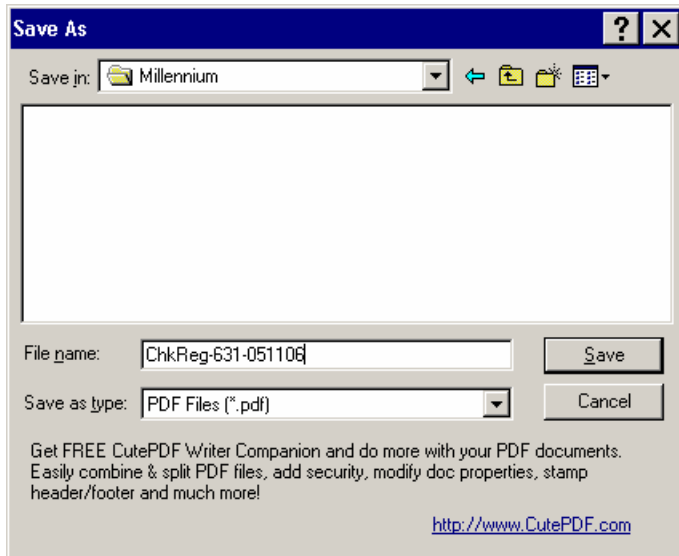 Save As
Save in: Millennium
File name: ChkReg-631-051106 Save
Save as type: PDF Files (*.pdf) Cancel
Get FREE CutePDF Writer Companion and do more with your PDF documents.
Easily combine & split PDF files, add security, modify doc properties, stamp
header/footer and much more!
http://www.CutePDF.com